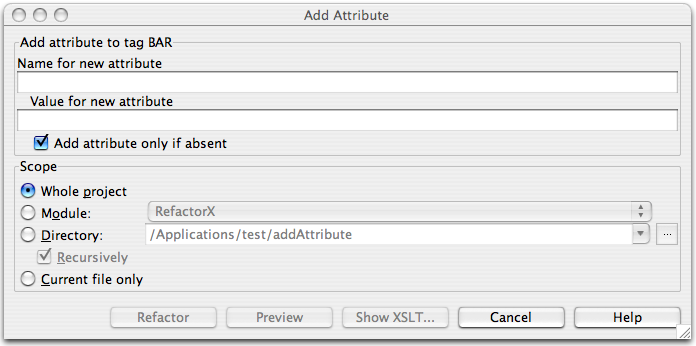 Add Attribute
Add attribute to tag BAR
Name for new attribute
Value for new attribute
Add attribute only if absent
Scope
Whole project
Module: RefactorX
Directory: /Applications/test/addAttribute ...
Recursively
Current file only
Refactor Preview Show XSLT... Cancel Help